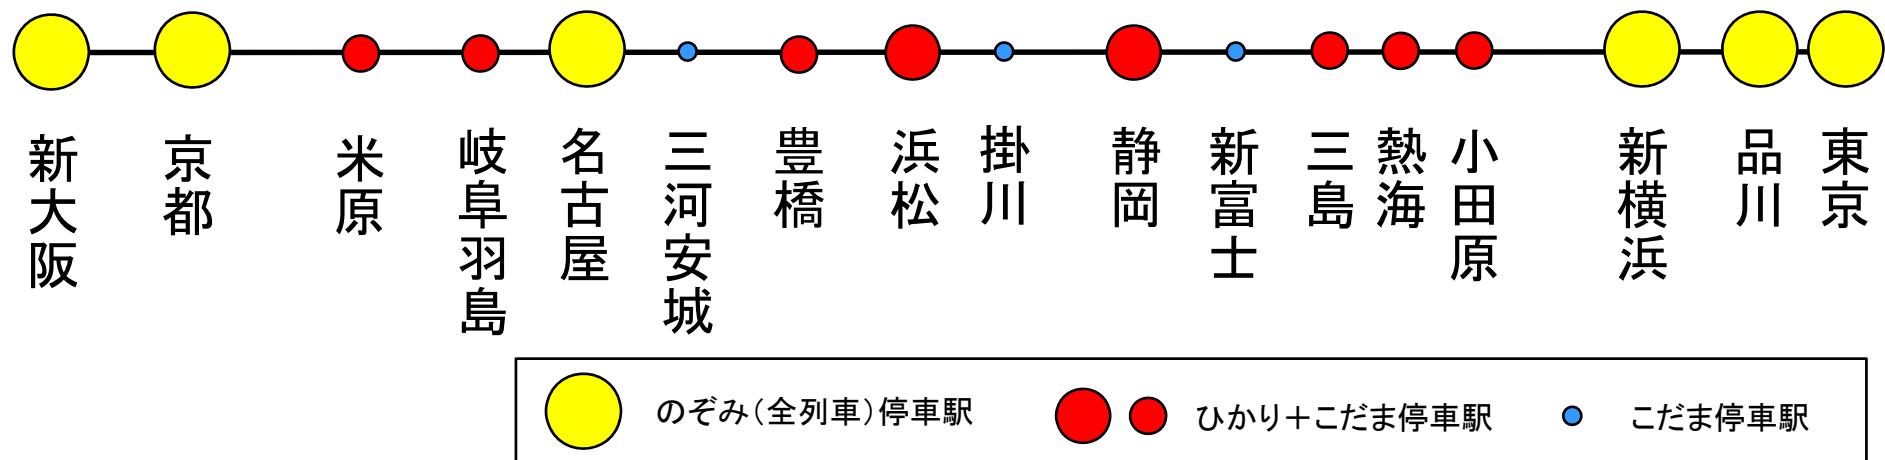 新大阪
京都
米原
岐阜羽島
名古屋
三河安城
豊橋
浜松
掛川
静岡
新富士
三島
熱海
小田原
新横浜
品川
東京
のぞみ（全列車）停車駅
ひかり＋こだま停車駅
こだま停車駅